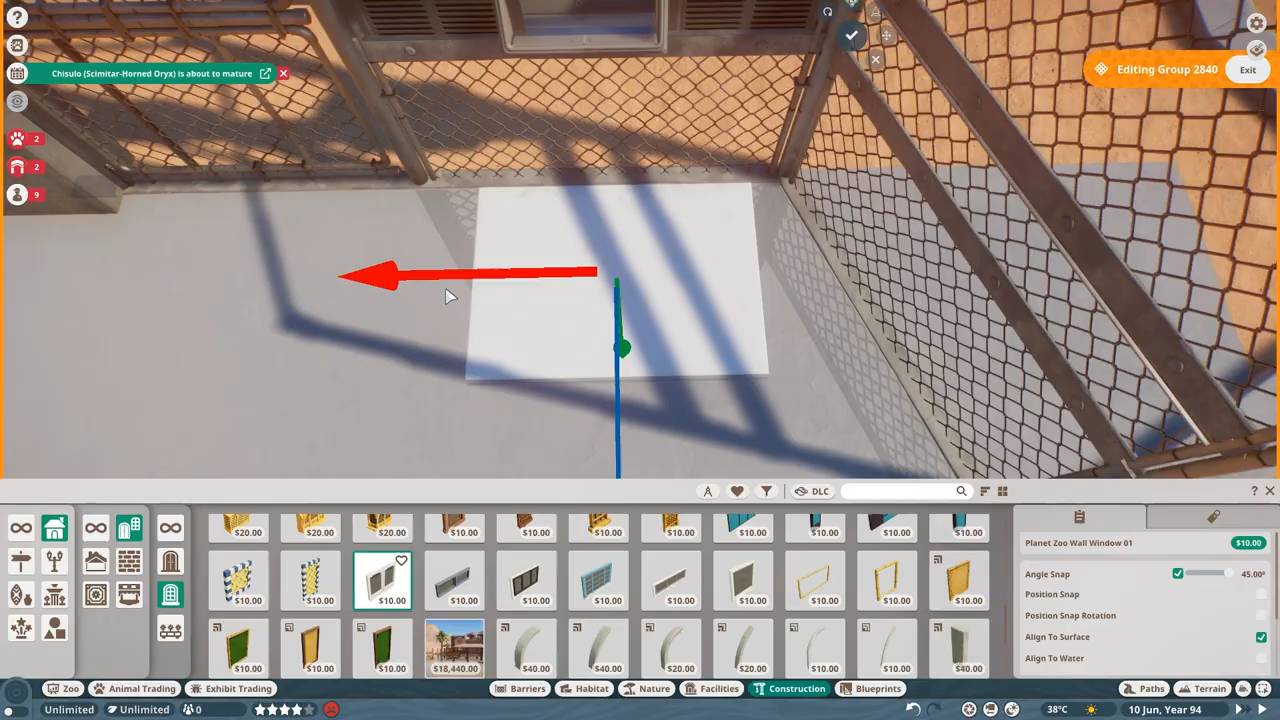 ?
Chisulo (Scimitar-Horned Oryx) is about to mature
Editing Group 2840
Exit
2
2
9
DLC
? ×
$20.00 $20.00 $20.00 $10.00 $10.00 $10.00 $10.00 $10.00 $10.00 $10.00 $10.00
$10.00 $10.00 $10.00 $10.00 $10.00 $10.00 $10.00 $10.00 $10.00 $10.00 $10.00
$10.00 $10.00 $10.00 $18,440.00 $40.00 $40.00 $20.00 $20.00 $10.00 $10.00 $40.00
Planet Zoo Wall Window 01 $10.00
Angle Snap 45.00°
Position Snap
Position Snap Rotation
Align To Surface
Align To Water
Zoo Animal Trading Exhibit Trading Barriers Habitat Nature Facilities Construction Blueprints Paths Terrain
Unlimited Unlimited 0 38°C 10 Jun, Year 94